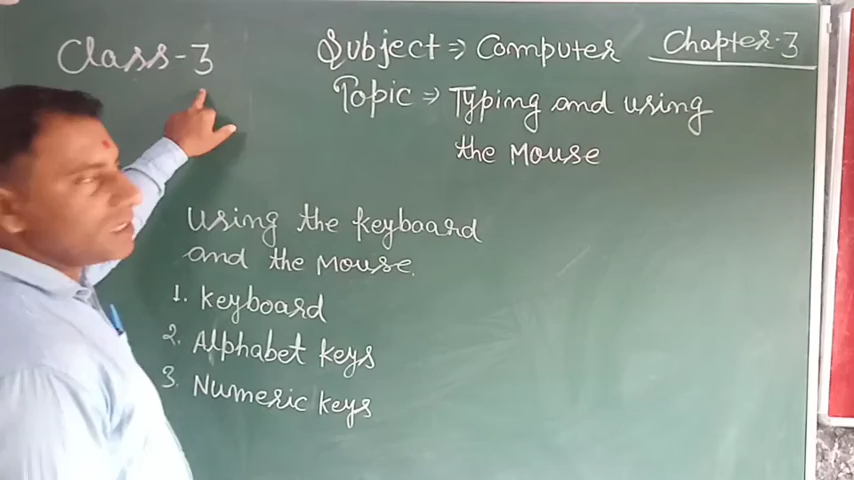 Class-3
Subject ⇒ Computer
Chapter-3
Topic ⇒ Typing and using
the Mouse
Using the Keyboard
and the Mouse.
1. Keyboard
2. Alphabet Keys
3. Numeric Keys